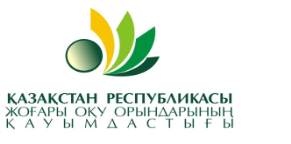 ҚАЗАҚСТАН РЕСПУБЛИКАСЫ
ЖОҒАРЫ ОҚУ ОРЫНДАРЫНЫҢ
ҚАУЫМДАСТЫҒЫ